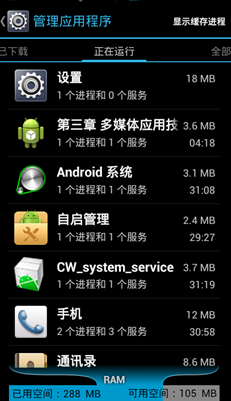 管理应用程序
显示缓存进程
已下载
正在运行
全部
设置
18 MB
1 个进程和 0 个服务
第三章 多媒体应用技
3.6 MB
1 个进程和 1 个服务
04:18
Android 系统
3.1 MB
1 个进程和 1 个服务
31:08
自启管理
2.4 MB
1 个进程和 1 个服务
29:27
CW_system_service
3.7 MB
1 个进程和 1 个服务
31:19
手机
12 MB
2 个进程和 3 个服务
30:58
通讯录
8.6 MB
RAM
已用空间：288 MB
可用空间：105 MB